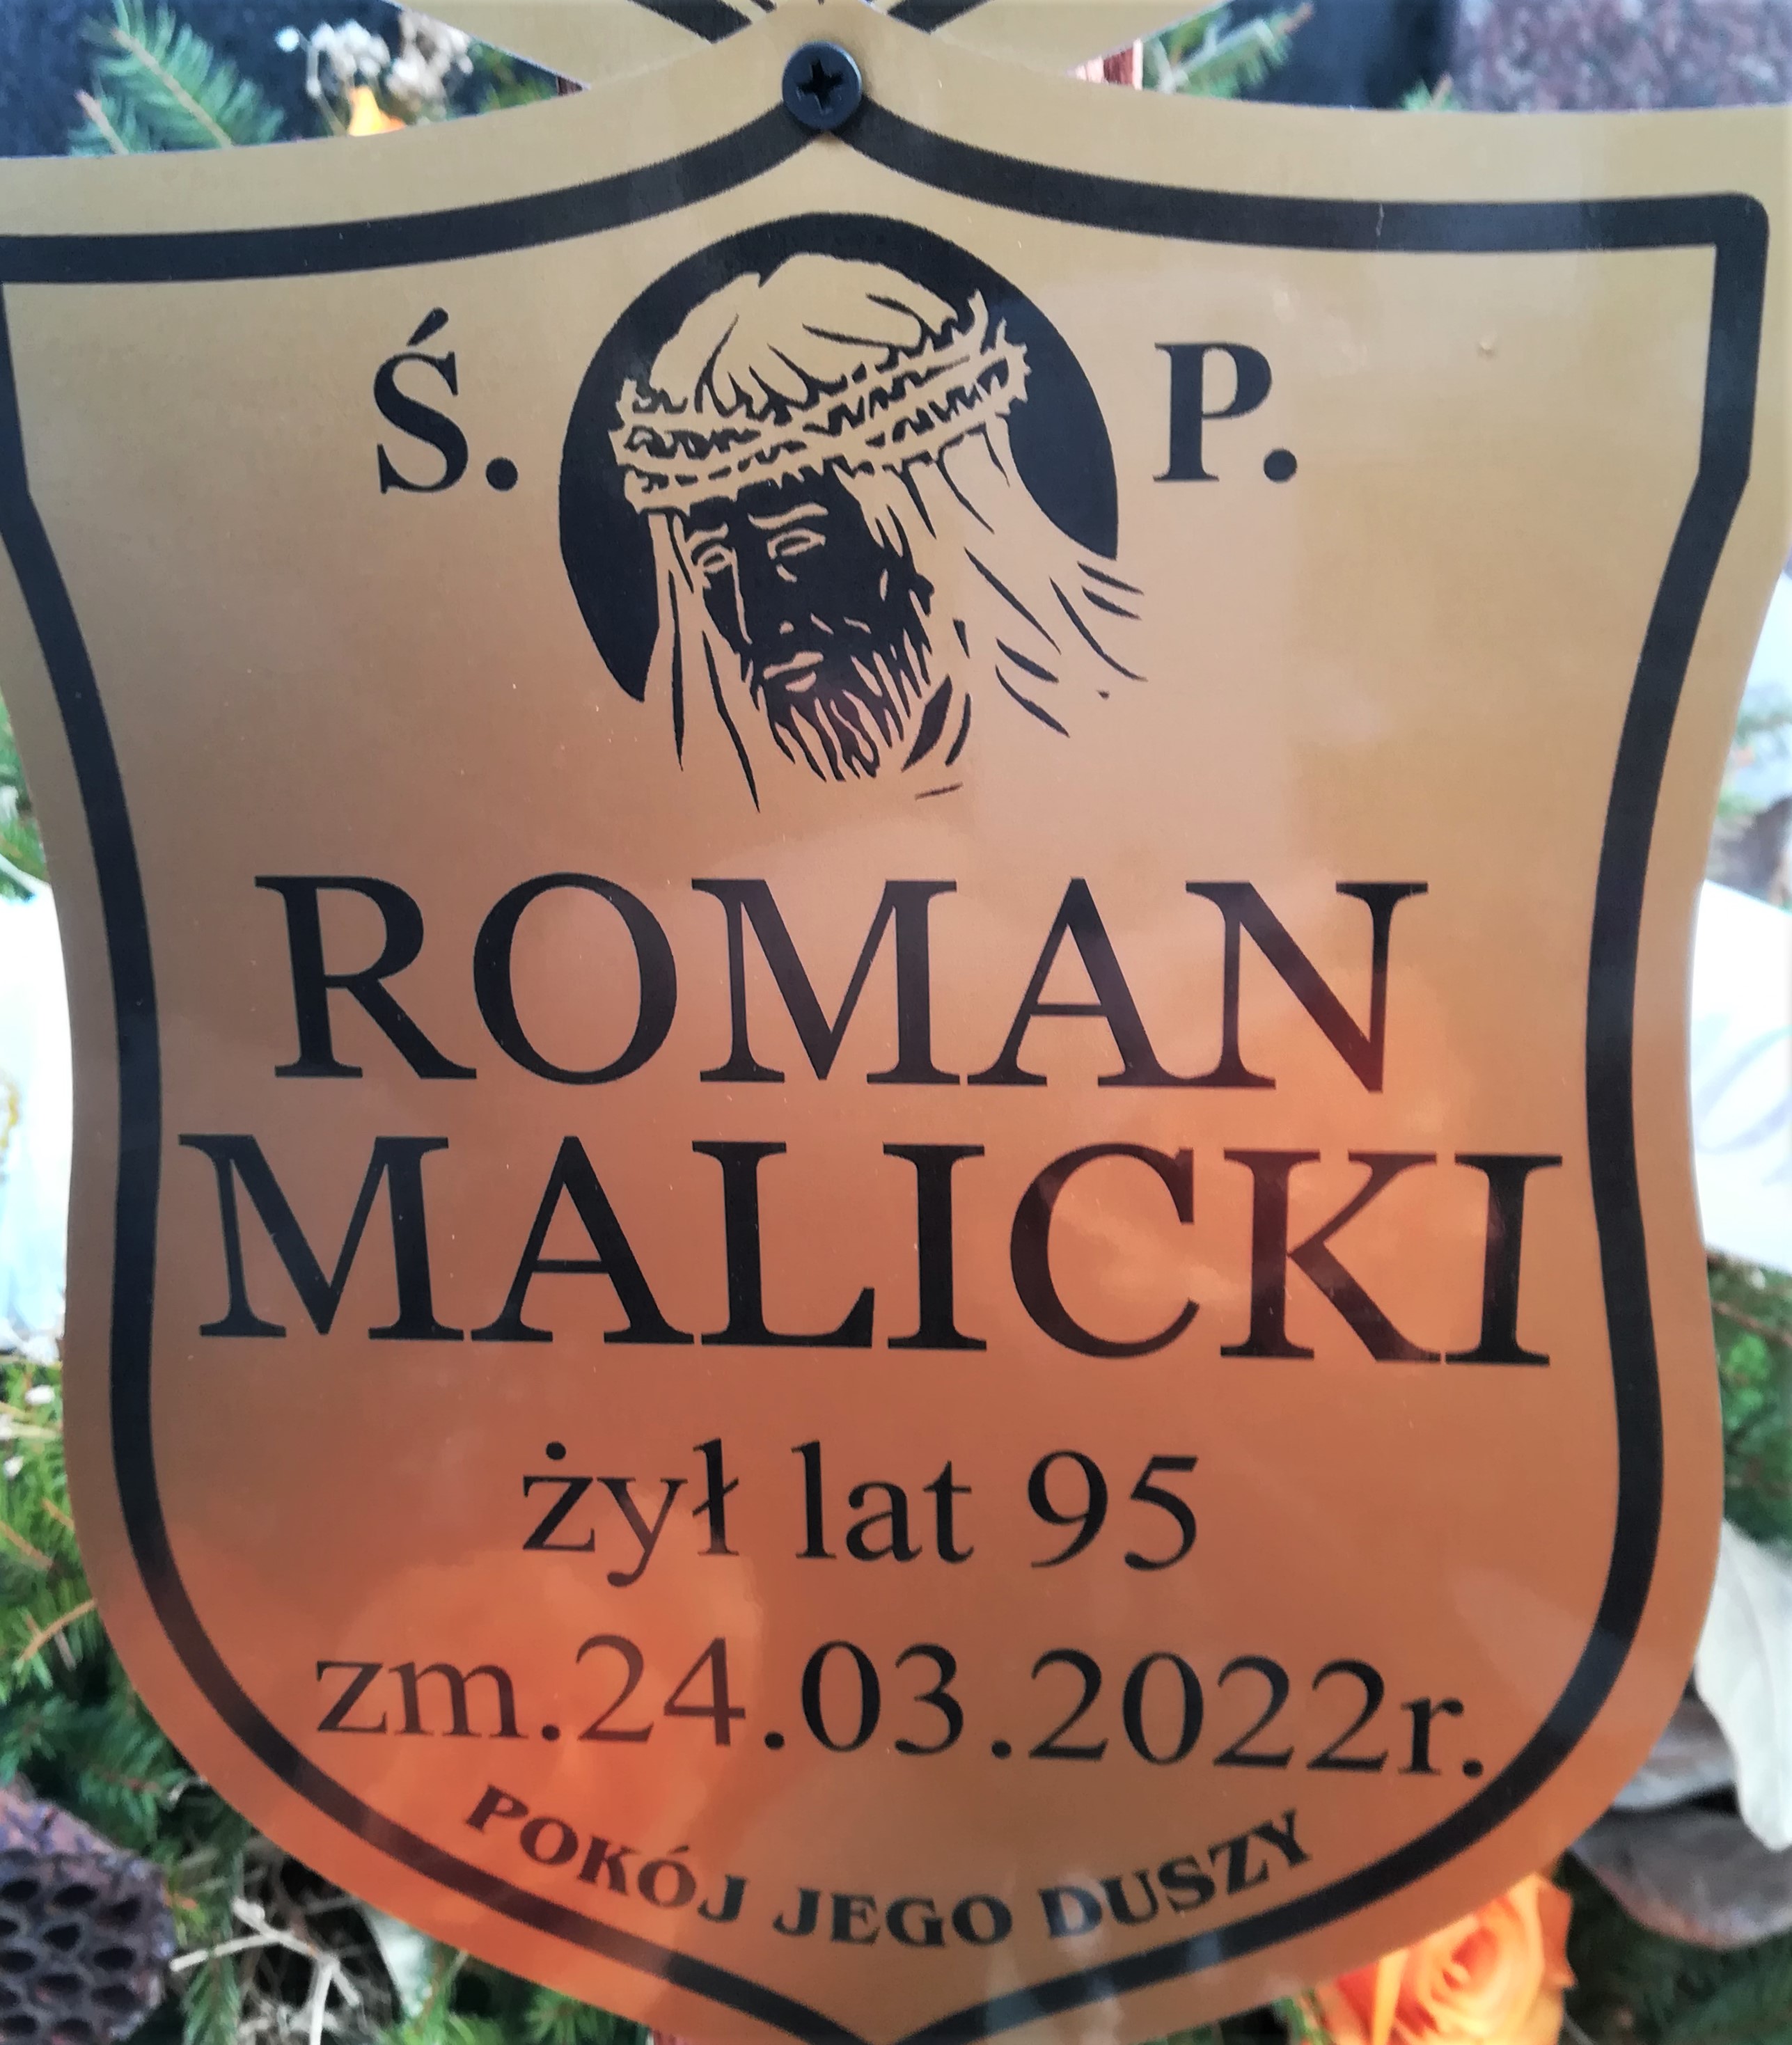 Ś. P.
ROMAN
MALICKI
żył lat 95
zm.24.03.2022r.
POKÓJ JEGO DUSZY